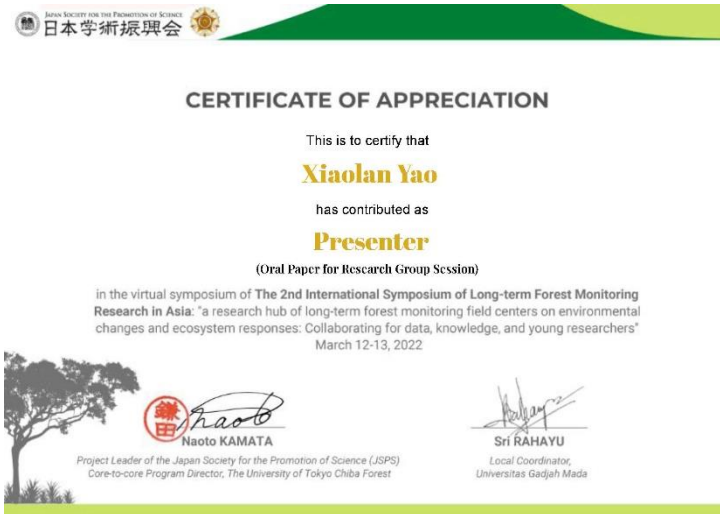 JAPAN SOCIETY FOR THE PROMOTION OF SCIENCE
日本学術振興会
CERTIFICATE OF APPRECIATION
This is to certify that
Xiaolan Yao
has contributed as
Presenter
(Oral Paper for Research Group Session)
in the virtual symposium of The 2nd International Symposium of Long-term Forest Monitoring
Research in Asia: "a research hub of long-term forest monitoring field centers on environmental
changes and ecosystem responses: Collaborating for data, knowledge, and young researchers"
March 12-13, 2022
鎌田
Naoto KAMATA
Project Leader of the Japan Society for the Promotion of Science (JSPS)
Core-to-core Program Director, The University of Tokyo Chiba Forest
Sri RAHAYU
Local Coordinator,
Universitas Gadjah Mada